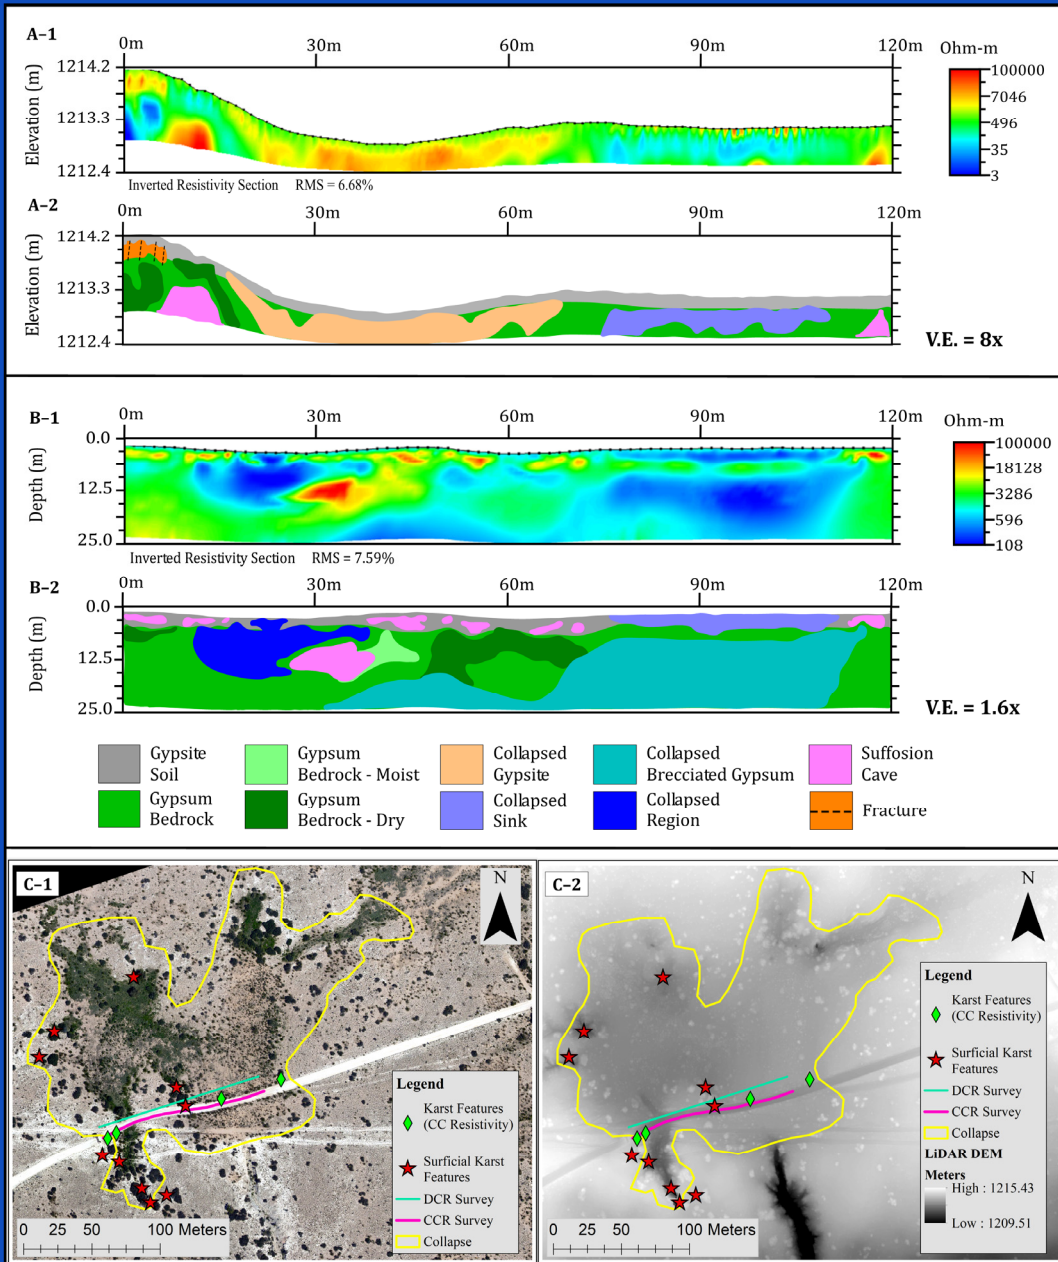 A–1
0m 30m 60m 90m 120m
Ohm-m
Elevation (m)
1214.2
1213.3
1212.4
100000
7046
496
35
3
Inverted Resistivity Section RMS = 6.68%
A–2
0m 30m 60m 90m 120m
Elevation (m)
1214.2
1213.3
1212.4
V.E. = 8x
B–1
0m 30m 60m 90m 120m
Ohm-m
Depth (m)
0.0
12.5
25.0
100000
18128
3286
596
108
Inverted Resistivity Section RMS = 7.59%
B–2
0m 30m 60m 90m 120m
Depth (m)
0.0
12.5
25.0
V.E. = 1.6x
Gypsite
Soil
Gypsum
Bedrock - Moist
Collapsed
Gypsite
Collapsed
Brecciated Gypsum
Suffosion
Cave
Gypsum
Bedrock
Gypsum
Bedrock - Dry
Collapsed
Sink
Collapsed
Region
Fracture
C–1
N
Legend
Karst Features
(CC Resistivity)
Surficial Karst
Features
DCR Survey
CCR Survey
Collapse
0 25 50 100 Meters
C–2
N
Legend
Karst Features
(CC Resistivity)
Surficial Karst
Features
DCR Survey
CCR Survey
Collapse
LiDAR DEM
Meters
High : 1215.43
Low : 1209.51
0 25 50 100 Meters